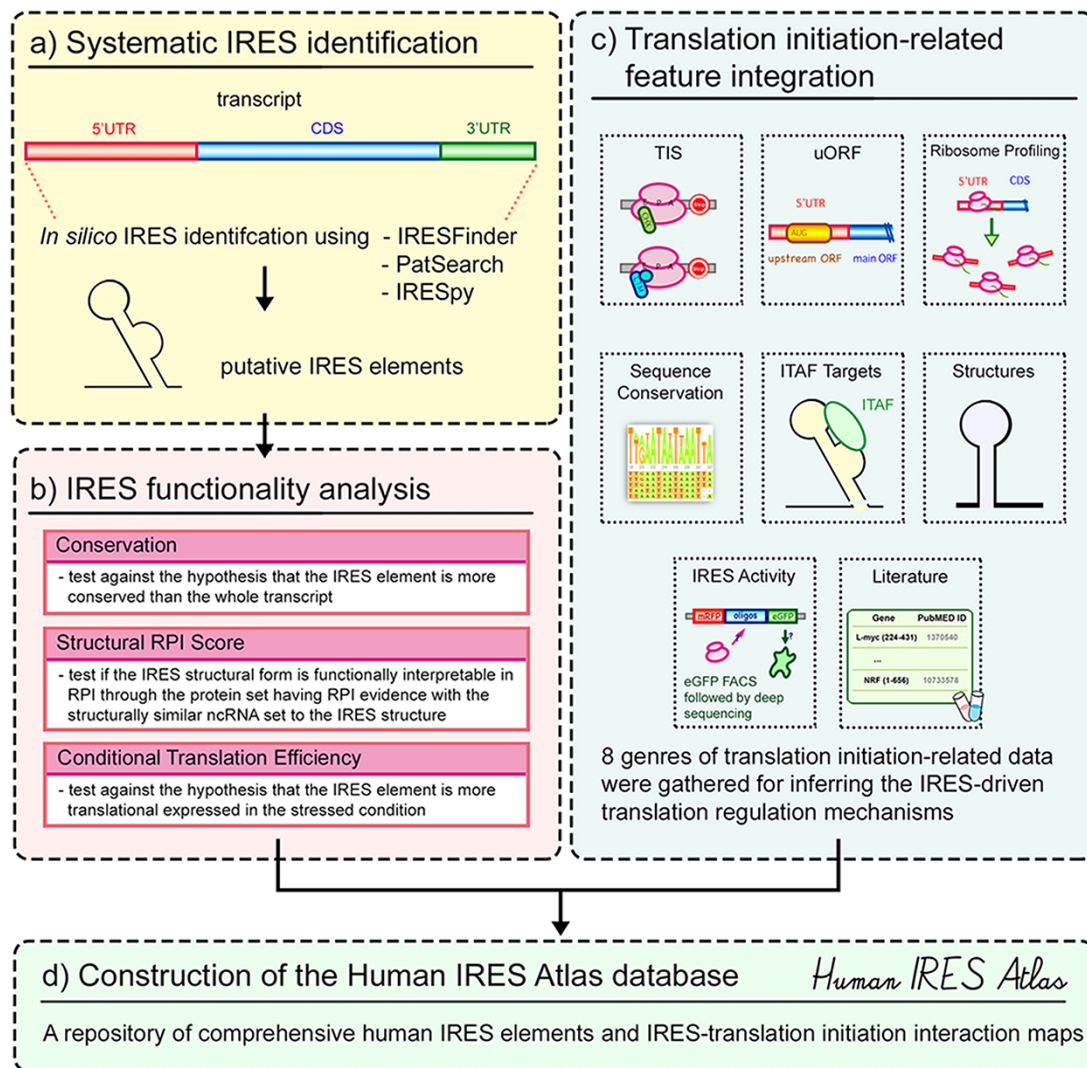 a) Systematic IRES identification
transcript
5'UTR CDS 3'UTR
In silico IRES identifcation using - IRESFinder
- PatSearch
- IRESpy
putative IRES elements
b) IRES functionality analysis
Conservation
- test against the hypothesis that the IRES element is more
conserved than the whole transcript
Structural RPI Score
- test if the IRES structural form is functionally interpretable in
RPI through the protein set having RPI evidence with the
structurally similar ncRNA set to the IRES structure
Conditional Translation Efficiency
- test against the hypothesis that the IRES element is more
translational expressed in the stressed condition
c) Translation initiation-related
feature integration
TIS
E P A
E P A
uORF
5'UTR
AUG
upstream ORF main ORF
Ribosome Profiling
5'UTR CDS
Sequence
Conservation
ITAF Targets
ITAF
Structures
IRES Activity
mRFP oligos eGFP
?
eGFP FACS
followed by deep
sequencing
Literature
Gene PubMED ID
L-myc (224-431) 1370540
...
NRF (1-656) 10733578
8 genres of translation initiation-related data
were gathered for inferring the IRES-driven
translation regulation mechanisms
d) Construction of the Human IRES Atlas database
Human IRES Atlas
A repository of comprehensive human IRES elements and IRES-translation initiation interaction maps